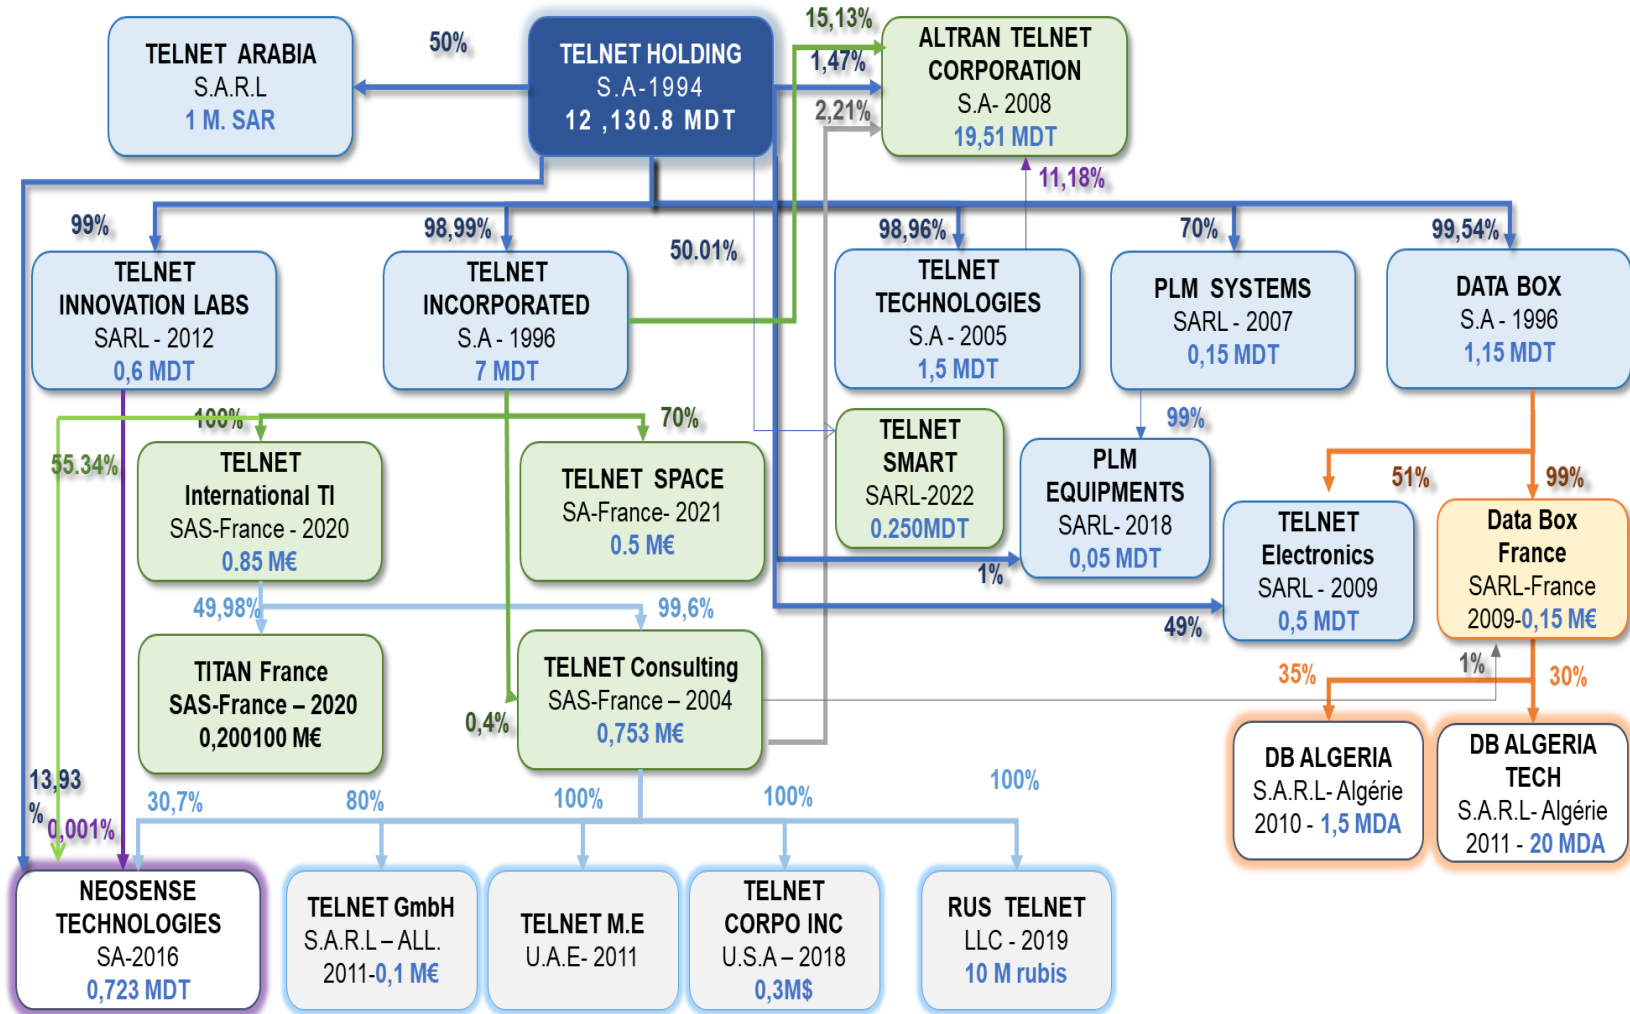 TELNET ARABIA
S.A.R.L
1 M. SAR
50%
TELNET HOLDING
S.A-1994
12 ,130.8 MDT
15,13%
1,47%
2,21%
ALTRAN TELNET
CORPORATION
S.A- 2008
19,51 MDT
11,18%
99%
98,99%
50.01%
98,96%
70%
99,54%
TELNET
INNOVATION LABS
SARL - 2012
0,6 MDT
TELNET
INCORPORATED
S.A - 1996
7 MDT
TELNET
TECHNOLOGIES
S.A - 2005
1,5 MDT
PLM SYSTEMS
SARL - 2007
0,15 MDT
DATA BOX
S.A - 1996
1,15 MDT
100%
70%
55.34%
99%
51%
99%
TELNET
International TI
SAS-France - 2020
0.85 M€
TELNET SPACE
SA-France- 2021
0.5 M€
TELNET
SMART
SARL-2022
0.250MDT
PLM
EQUIPMENTS
SARL- 2018
0,05 MDT
1%
TELNET
Electronics
SARL - 2009
0,5 MDT
49%
Data Box
France
SARL-France
2009-0,15 M€
49,98%
99,6%
TITAN France
SAS-France – 2020
0,200100 M€
TELNET Consulting
SAS-France – 2004
0,753 M€
0,4%
1%
35%
30%
DB ALGERIA
S.A.R.L- Algérie
2010 - 1,5 MDA
DB ALGERIA
TECH
S.A.R.L- Algérie
2011 - 20 MDA
13,93
%
0,001%
30,7%
80%
100%
100%
100%
NEOSENSE
TECHNOLOGIES
SA-2016
0,723 MDT
TELNET GmbH
S.A.R.L – ALL.
2011-0,1 M€
TELNET M.E
U.A.E- 2011
TELNET
CORPO INC
U.S.A – 2018
0,3M$
RUS TELNET
LLC - 2019
10 M rubis